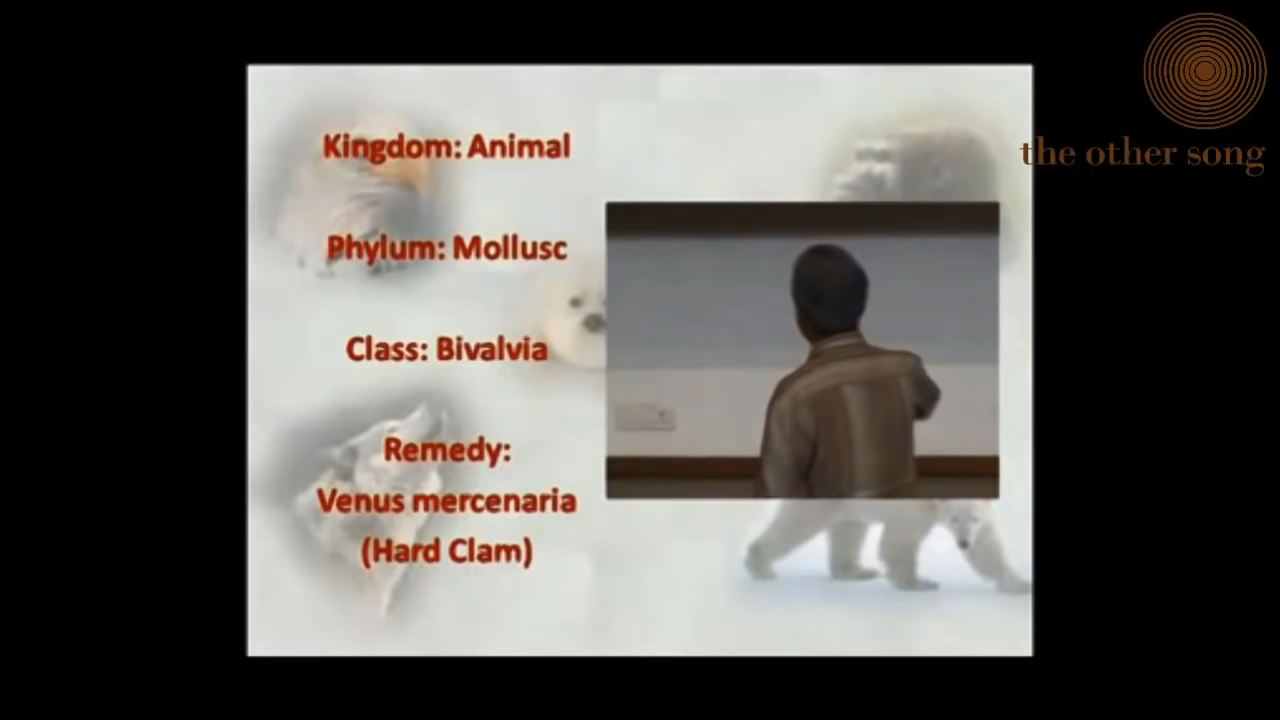 Kingdom: Animal
Phylum: Mollusc
Class: Bivalvia
Remedy:
Venus mercenaria
(Hard Clam)
the other song